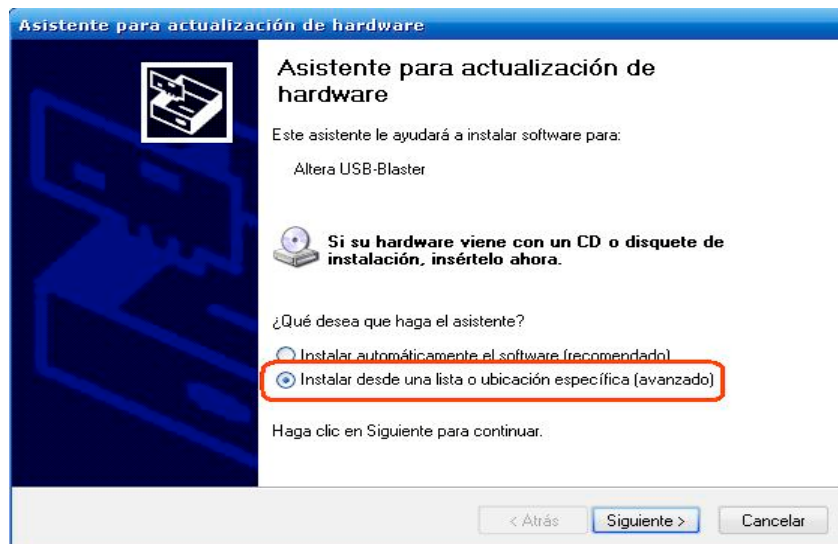 Asistente para actualización de hardware
Asistente para actualización de
hardware
Este asistente le ayudará a instalar software para:
Altera USB-Blaster
Si su hardware viene con un CD o disquete de
instalación, insértelo ahora.
¿Qué desea que haga el asistente?
Instalar automáticamente el software (recomendado)
Instalar desde una lista o ubicación específica (avanzado)
Haga clic en Siguiente para continuar.
< Atrás
Siguiente >
Cancelar